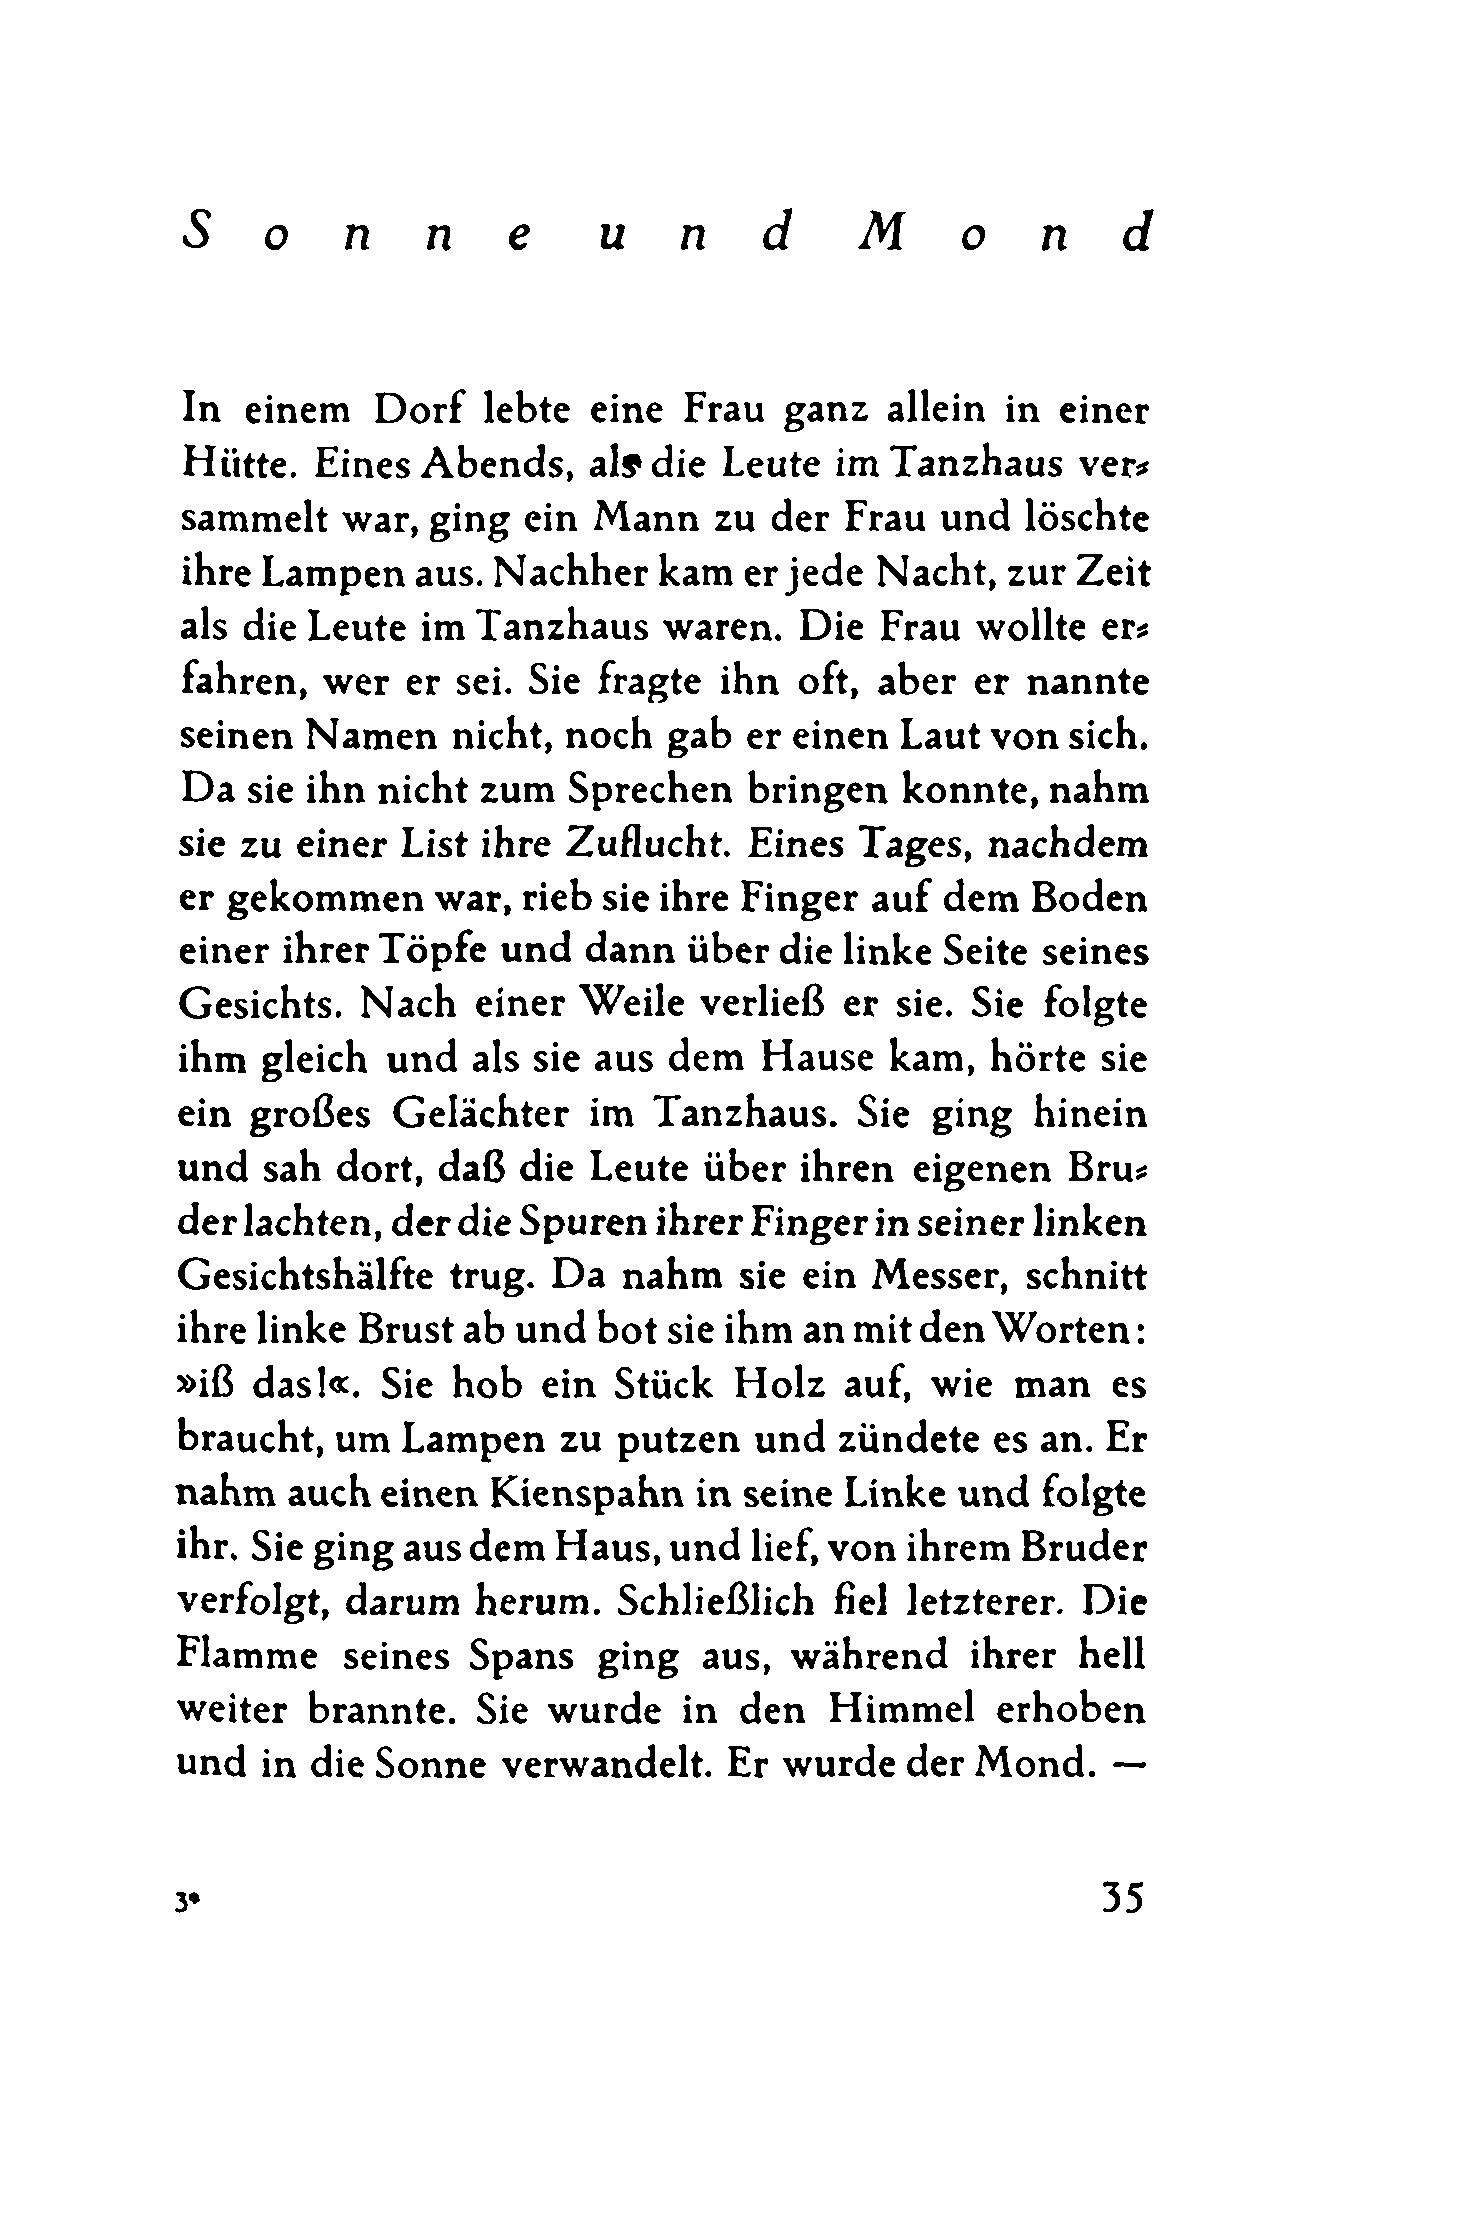 Sonne und Mond
In einem Dorf lebte eine Frau ganz allein in einer
Hütte. Eines Abends, als die Leute im Tanzhaus ver⸗
sammelt war, ging ein Mann zu der Frau und löschte
ihre Lampen aus. Nachher kam er jede Nacht, zur Zeit
als die Leute im Tanzhaus waren. Die Frau wollte er⸗
fahren, wer er sei. Sie fragte ihn oft, aber er nannte
seinen Namen nicht, noch gab er einen Laut von sich.
Da sie ihn nicht zum Sprechen bringen konnte, nahm
sie zu einer List ihre Zuflucht. Eines Tages, nachdem
er gekommen war, rieb sie ihre Finger auf dem Boden
einer ihrer Töpfe und dann über die linke Seite seines
Gesichts. Nach einer Weile verließ er sie. Sie folgte
ihm gleich und als sie aus dem Hause kam, hörte sie
ein großes Gelächter im Tanzhaus. Sie ging hinein
und sah dort, daß die Leute über ihren eigenen Bru⸗
der lachten, der die Spuren ihrer Finger in seiner linken
Gesichtshälfte trug. Da nahm sie ein Messer, schnitt
ihre linke Brust ab und bot sie ihm an mit den Worten:
»iß das!«. Sie hob ein Stück Holz auf, wie man es
braucht, um Lampen zu putzen und zündete es an. Er
nahm auch einen Kienspahn in seine Linke und folgte
ihr. Sie ging aus dem Haus, und lief, von ihrem Bruder
verfolgt, darum herum. Schließlich fiel letzterer. Die
Flamme seines Spans ging aus, während ihrer hell
weiter brannte. Sie wurde in den Himmel erhoben
und in die Sonne verwandelt. Er wurde der Mond. —
3* 35